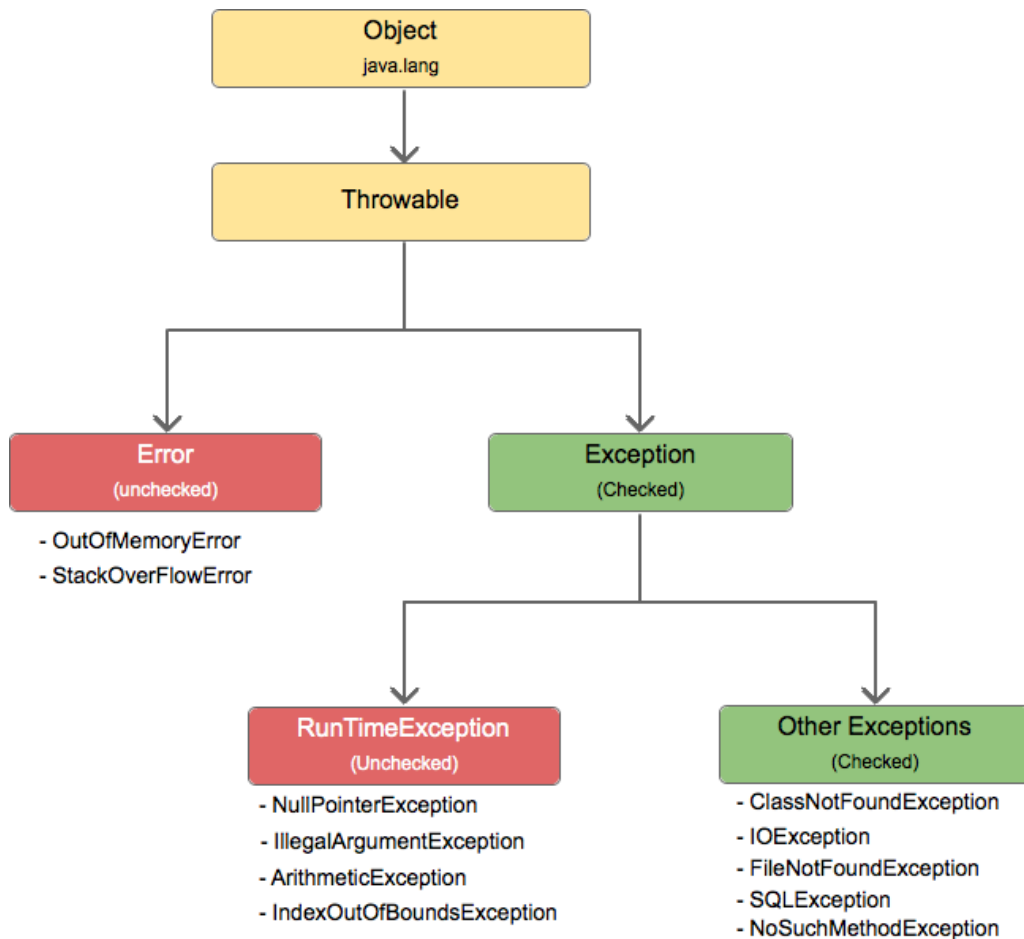 Object
java.lang
Throwable
Error
(unchecked)
- OutOfMemoryError
- StackOverFlowError
Exception
(Checked)
RunTimeException
(Unchecked)
- NullPointerException
- IllegalArgumentException
- ArithmeticException
- IndexOutOfBoundsException
Other Exceptions
(Checked)
- ClassNotFoundException
- IOException
- FileNotFoundException
- SQLException
- NoSuchMethodException